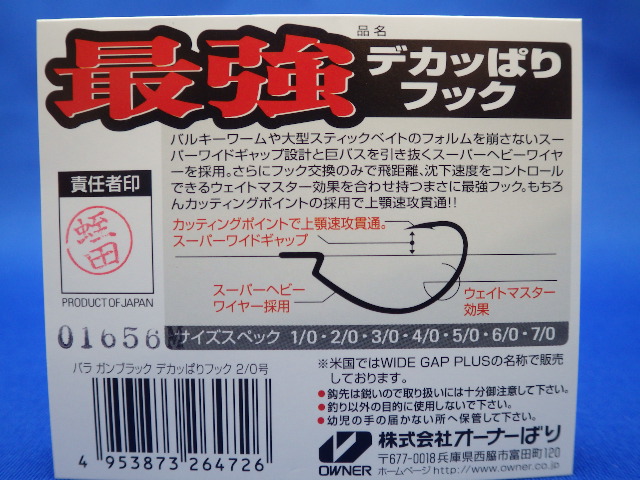 品名
最強
デカッぱり
フック
バルキーワームや大型スティックベイトのフォルムを崩さないスー
パーワイドギャップ設計と巨バスを引き抜くスーパーヘビーワイヤ
ーを採用。さらにフック交換のみで飛距離、沈下速度をコントロール
できるウェイトマスター効果を合わせ持つまさに最強フック。もちろ
んカッティングポイントの採用で上顎速攻貫通!!
責任者印
蛭田
PRODUCT OF JAPAN
カッティングポイントで上顎速攻貫通。
スーパーワイドギャップ
スーパーヘビー
ワイヤー採用
ウェイトマスター
効果
01656
サイズスペック 1/0・2/0・3/0・4/0・5/0・6/0・7/0
バラ ガンブラック デカッぱりフック 2/0号
4 953873 264726
※米国ではWIDE GAP PLUSの名称で販売
しております。
●鈎先は鋭いので取り扱いには十分御注意して下さい。
●釣り以外の目的に使用しないで下さい。
●幼児の手の届かない所へ保管して下さい。
OWNER
株式会社オーナーばり
〒677-0018兵庫県西脇市富田町120
ホームページhttp://www.owner.co.jp